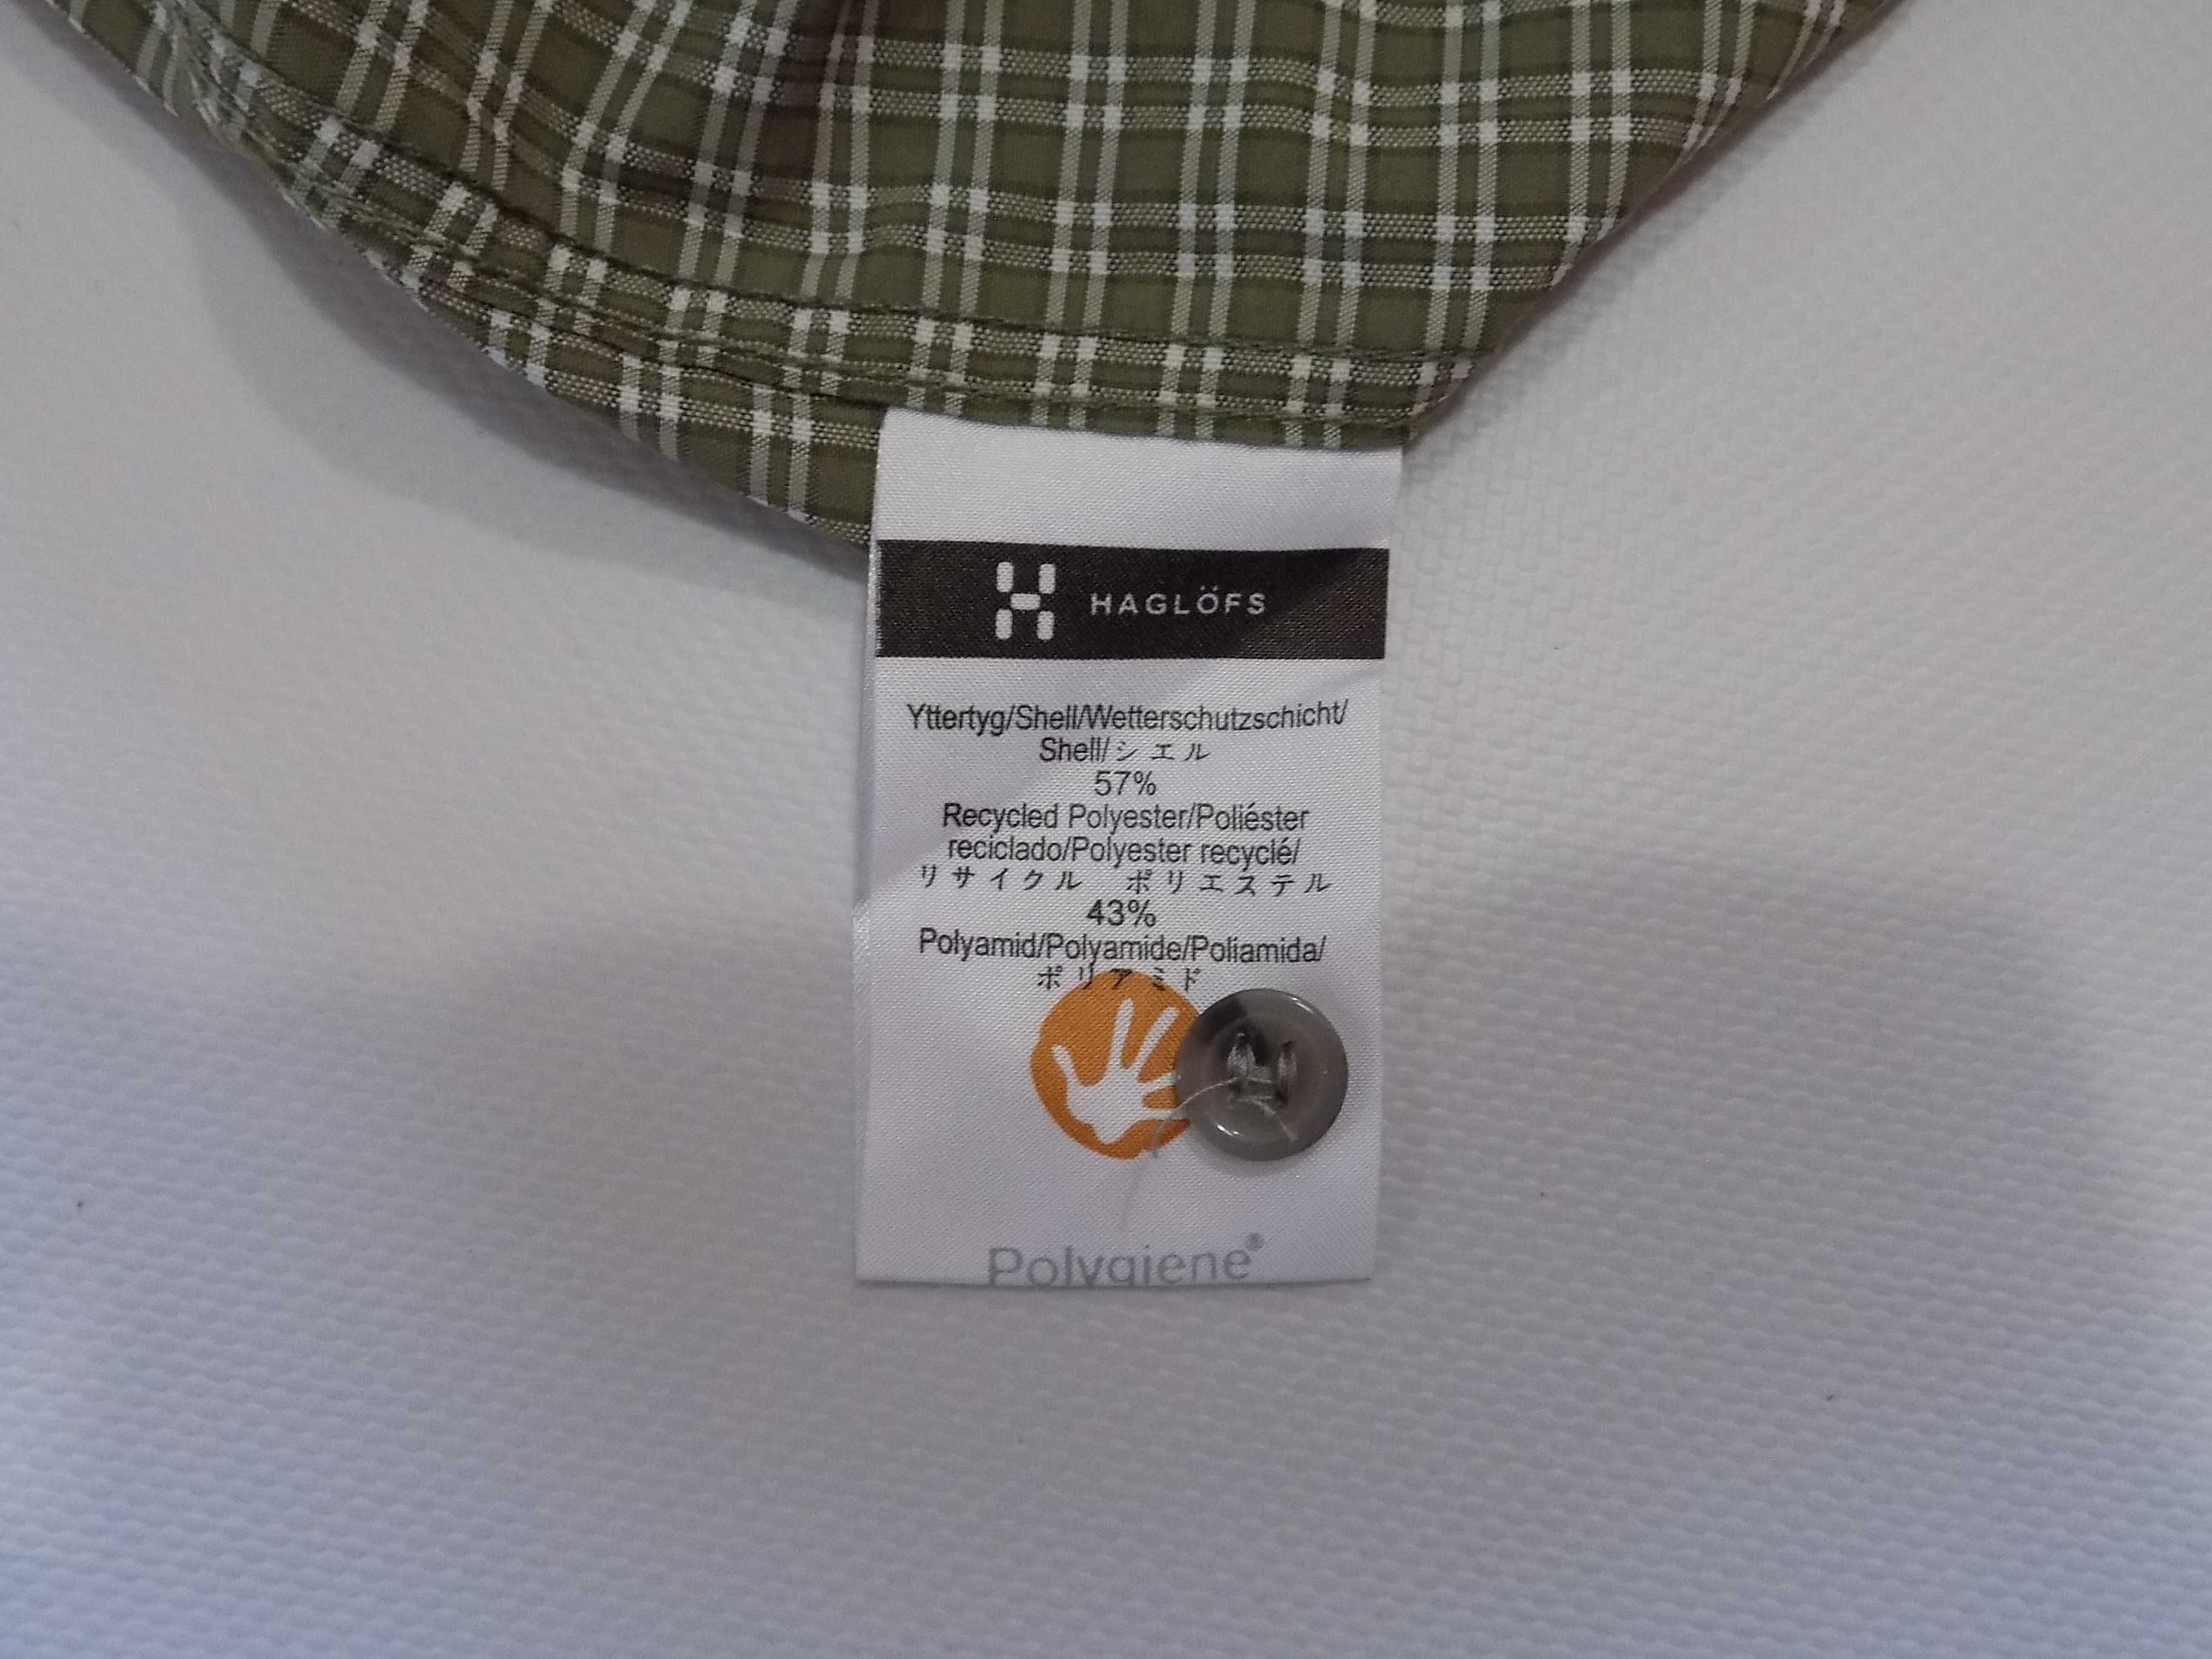 HAGLÖFS
Yttertyg/Shell/Wetterschutzschicht/
Shell/シェル
57%
Recycled Polyester/Poliéster
reciclado/Polyester recyclé/
リサイクル ポリエステル
43%
Polyamid/Polyamide/Poliamida/
ポリアミド
Polygiene®